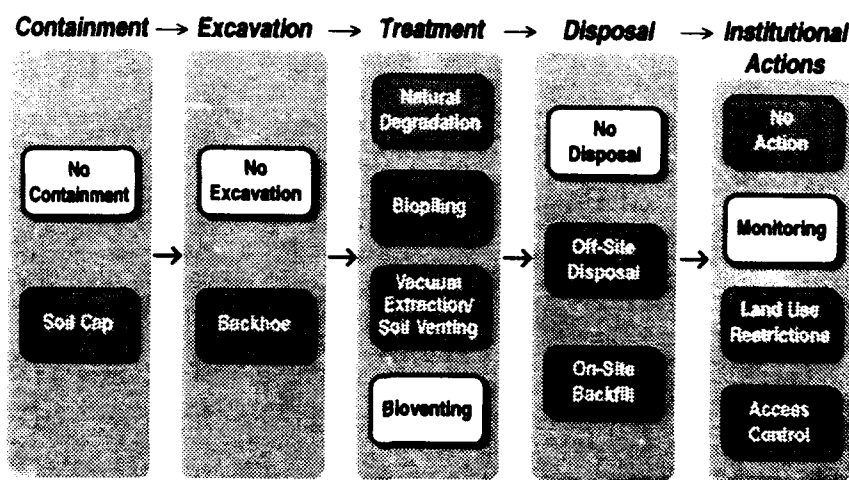 Containment → Excavation → Treatment → Disposal → Institutional
Actions
No
Containment
Soil Cap
No
Excavation
Backhoe
Natural
Degradation
Biopiling
Vacuum
Extraction/
Soil Venting
Bioventing
No
Disposal
Off-Site
Disposal
On-Site
Backfill
No
Action
Monitoring
Land Use
Restrictions
Access
Control